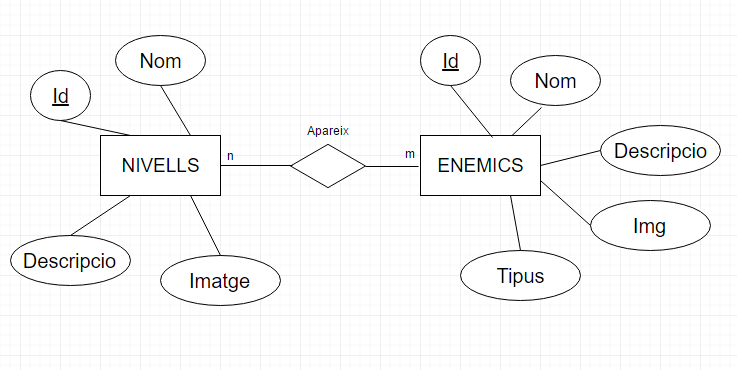 Nom
Id
NIVELLS
Descripcio
Imatge
n
Apareix
m
Id
Nom
ENEMICS
Descripcio
Img
Tipus